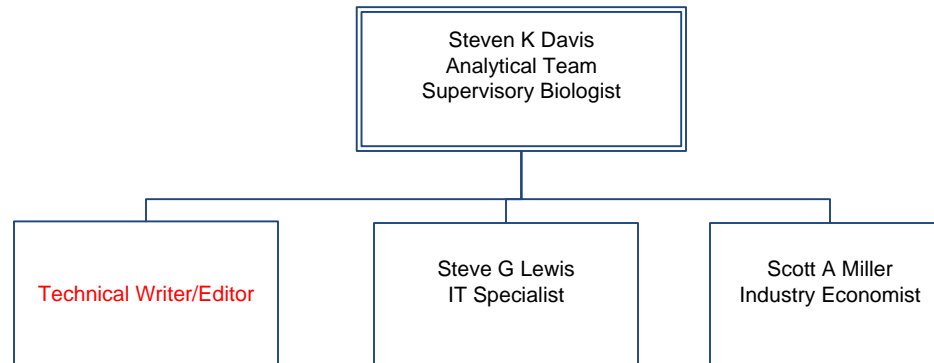 Steven K Davis
Analytical Team
Supervisory Biologist
Technical Writer/Editor
Steve G Lewis
IT Specialist
Scott A Miller
Industry Economist